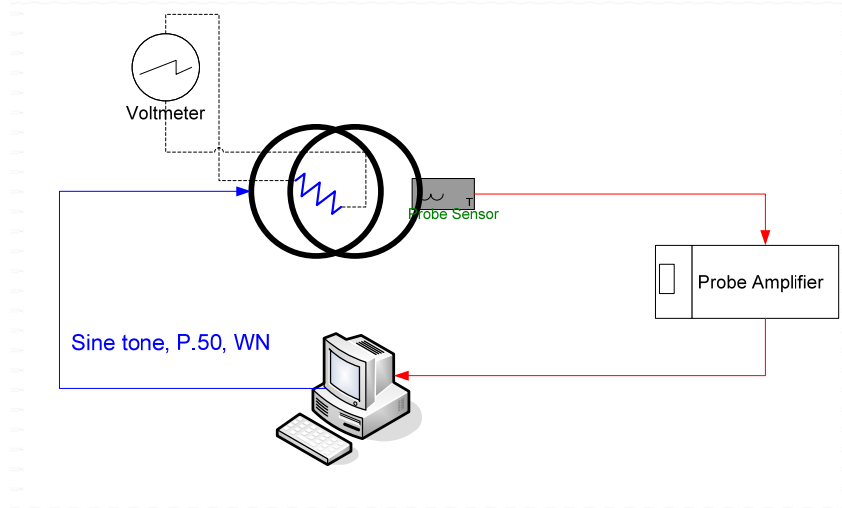 Voltmeter
T
Probe Sensor
Probe Amplifier
Sine tone, P.50, WN